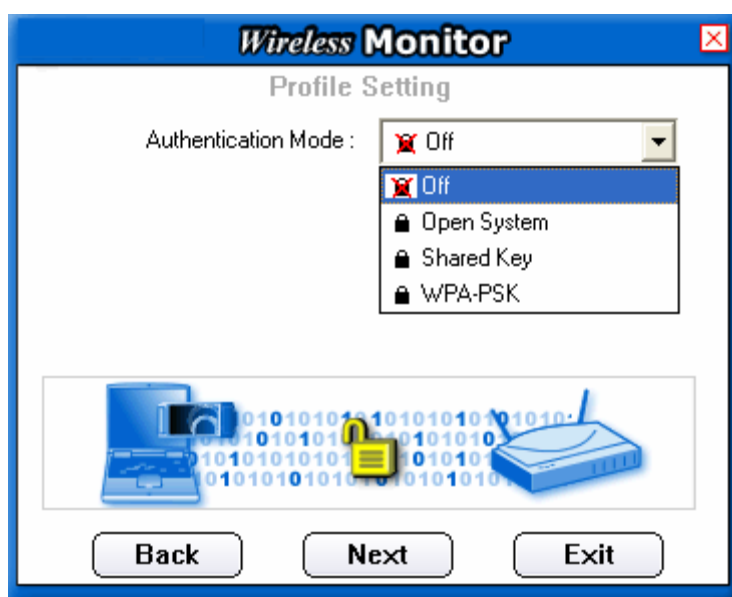 Wireless Monitor
Profile Setting
Authentication Mode : Off
Off
Open System
Shared Key
WPA-PSK
Back Next Exit